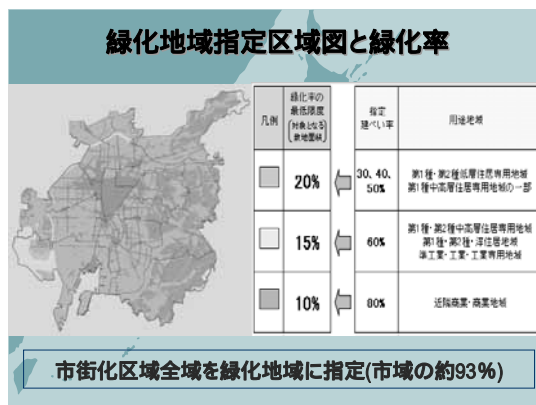 緑化地域指定区域図と緑化率
凡例
緑化率の
最低限度
(対象となる
敷地面積)
指定
建ぺい率
用途地域
20%
30、40、
50%
第1種・第2種低層住居専用地域
第1種中高層住居専用地域の一部
15%
60%
第1種・第2種中高層住居専用地域
第1種・第2種・準住居地域
準工業・工業・工業専用地域
10%
80%
近隣商業・商業地域
市街化区域全域を緑化地域に指定(市域の約93%)